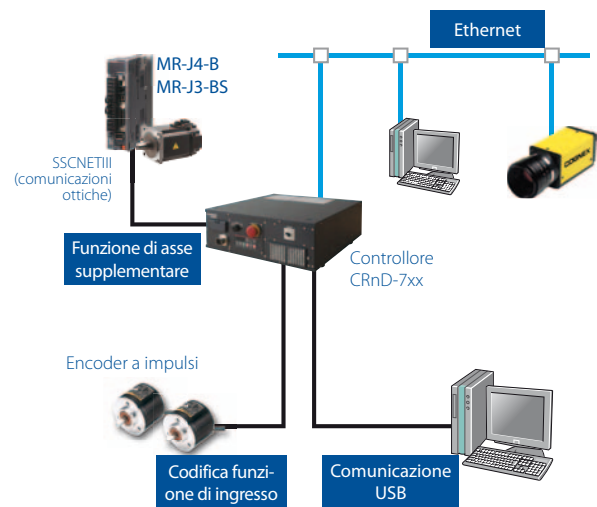 Ethernet
MR-J4-B
MR-J3-BS
SSCNETIII
(comunicazioni
ottiche)
COGNEX
Funzione di asse
supplementare
Controllore
CRnD-7xx
Encoder a impulsi
Codifica funzi-
one di ingresso
Comunicazione
USB